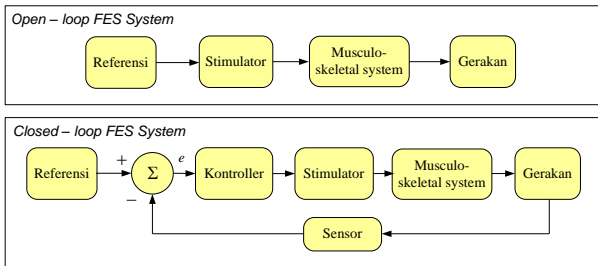 Open – loop FES System
Referensi
Stimulator
Musculo-
skeletal system
Gerakan
Closed – loop FES System
Referensi
+
−
Σ
e
Kontroller
Stimulator
Musculo-
skeletal system
Gerakan
Sensor